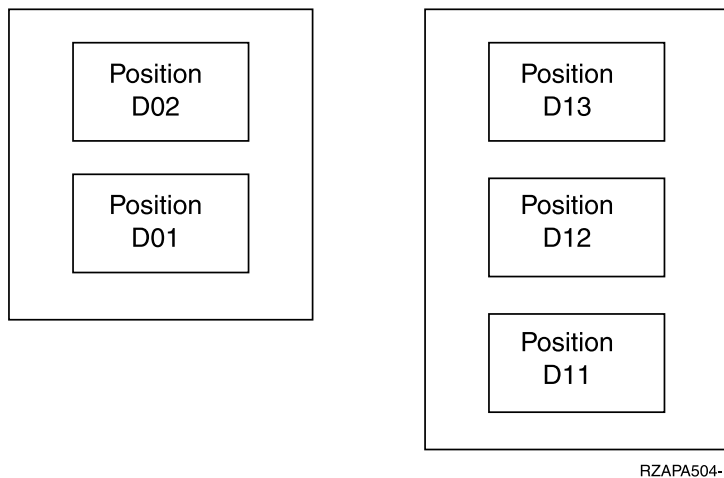 Position
D02
Position
D01
Position
D13
Position
D12
Position
D11
RZAPA504-